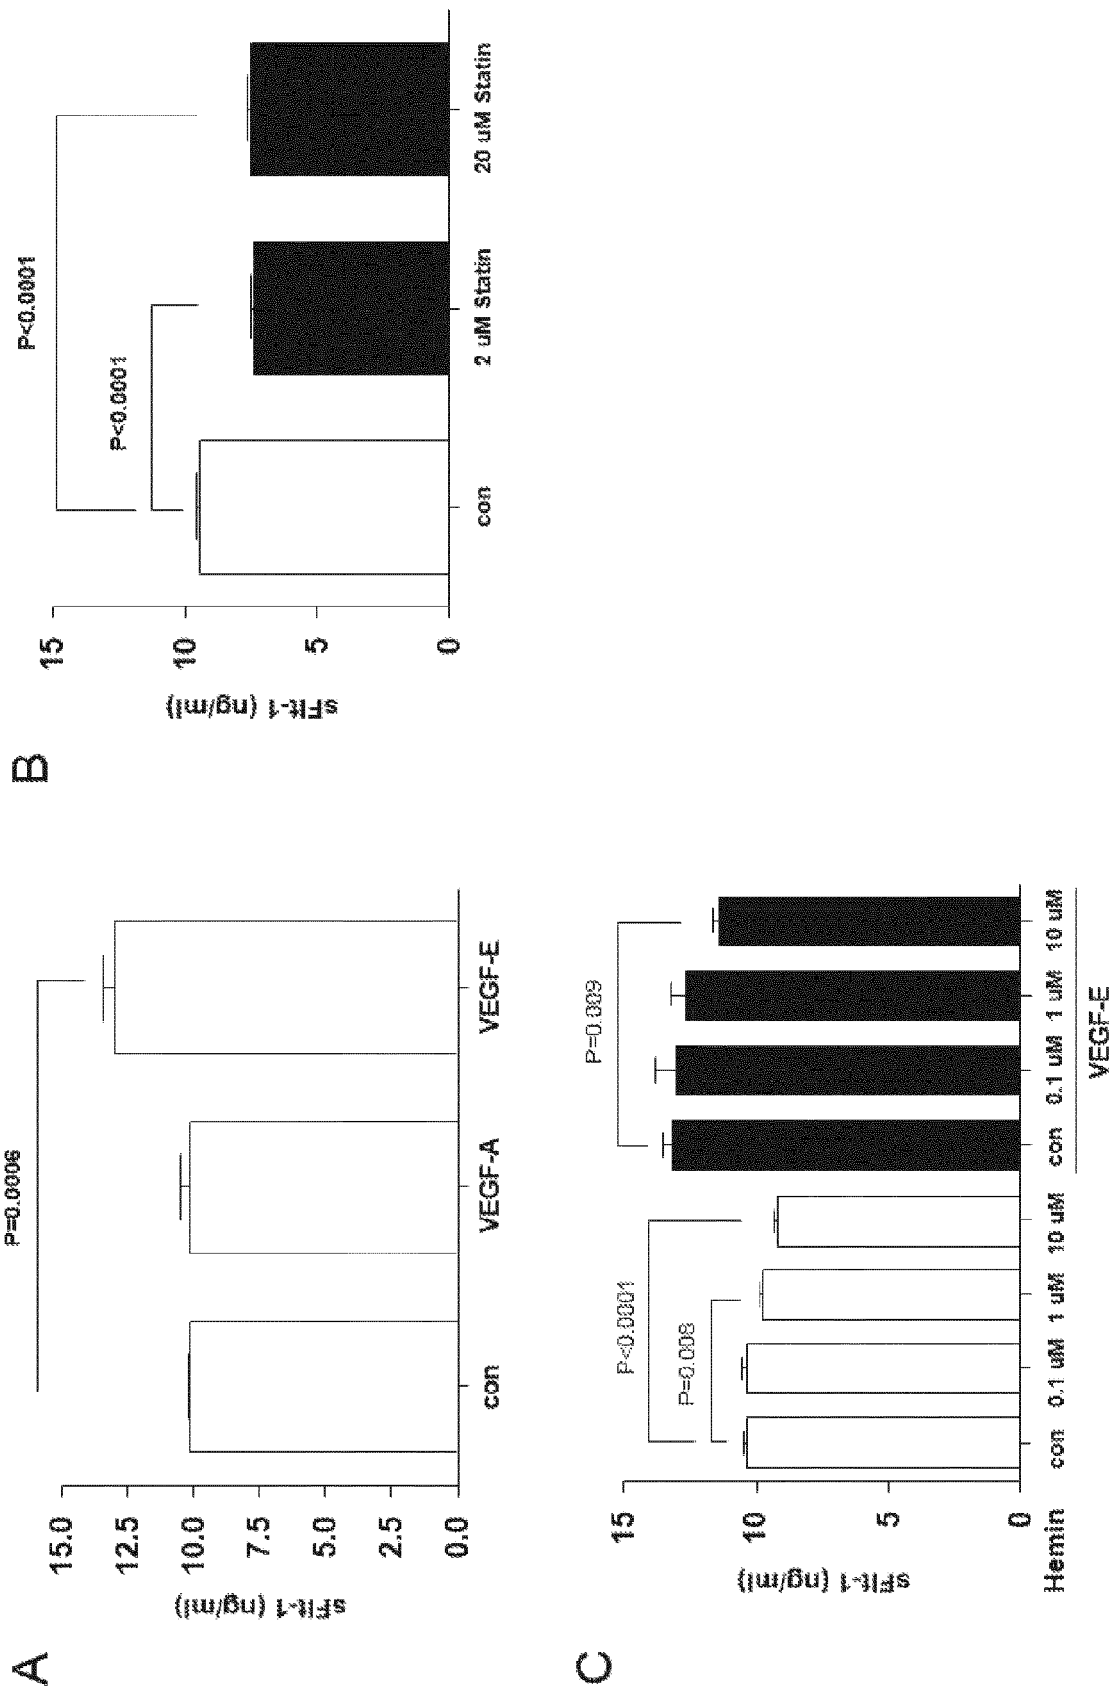 A
P=0.0006
sFlt-1 (ng/ml)
15.0
12.5
10.0
7.5
5.0
2.5
0.0
con VEGF-A VEGF-E
B
P<0.0001
P<0.0001
sFlt-1 (ng/ml)
15
10
5
0
con 2 uM Statin 20 uM Statin
C
P<0.0001
P=0.008
P=0.009
sFlt-1 (ng/ml)
15
10
5
0
Hemin con 0.1 uM 1 uM 10 uM con 0.1 uM 1 uM 10 uM
VEGF-E